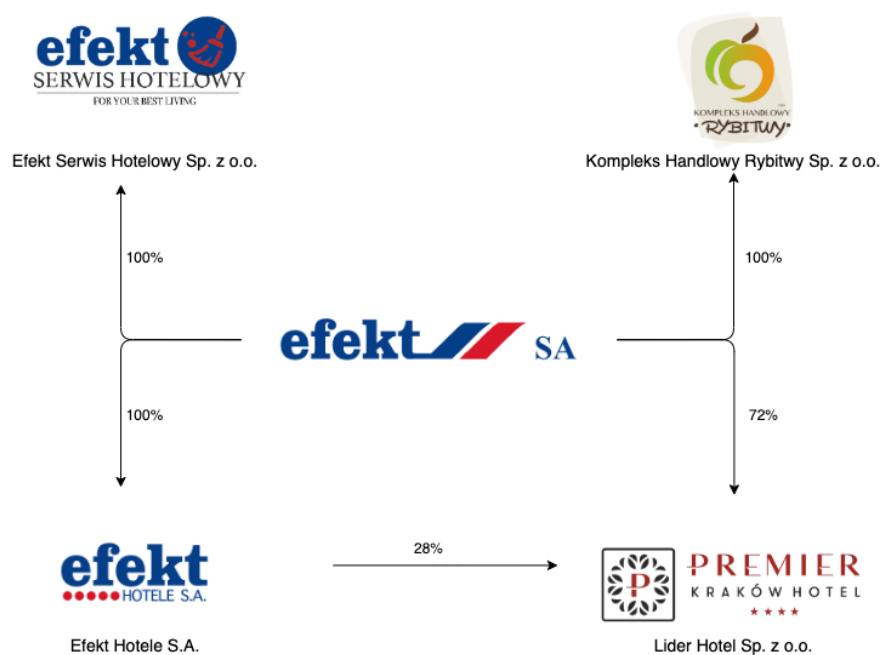 efekt
SERWIS HOTELOWY
FOR YOUR BEST LIVING
Efekt Serwis Hotelowy Sp. z o.o.
KOMPLEKS HANDLOWY
•RYBITWY•
Kompleks Handlowy Rybitwy Sp. z o.o.
100%
100%
efekt SA
100%
72%
efekt
HOTELE S.A.
Efekt Hotele S.A.
28%
P
PREMIER
KRAKÓW HOTEL
Lider Hotel Sp. z o.o.